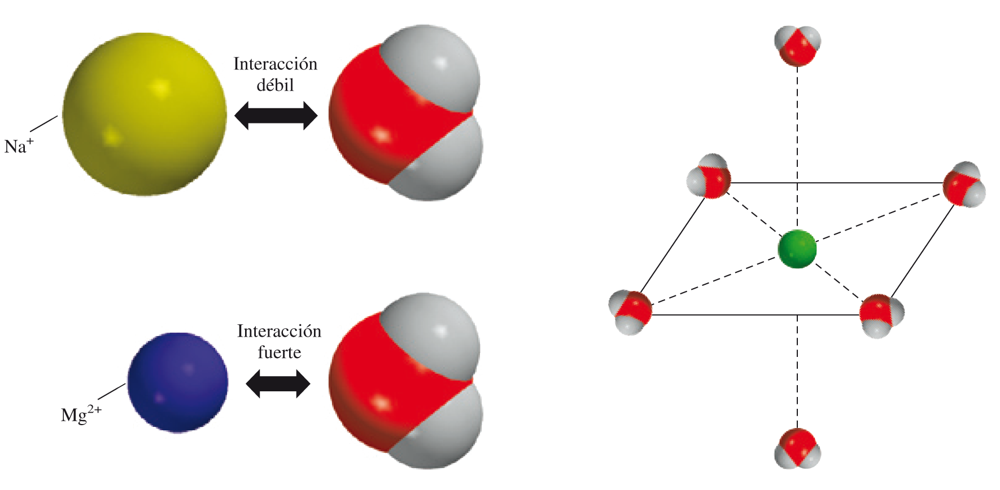 Interacción
débil
Na⁺
Interacción
fuerte
Mg²⁺